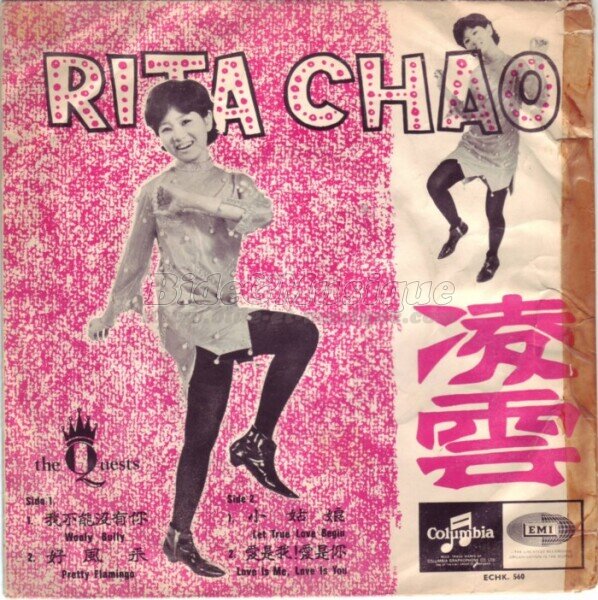 RITA CHAO
凌雲
the Quests
Side 1.
1. 我不能沒有你
Wooly Bully
2. 好風采
Pretty Flamingo
Side 2.
1. 小姑娘
Let True Love Begin
2. 愛是我!愛是你
Love Is Me, Love Is You
Columbia
EMI
ECHK. 560
Bide&Musique